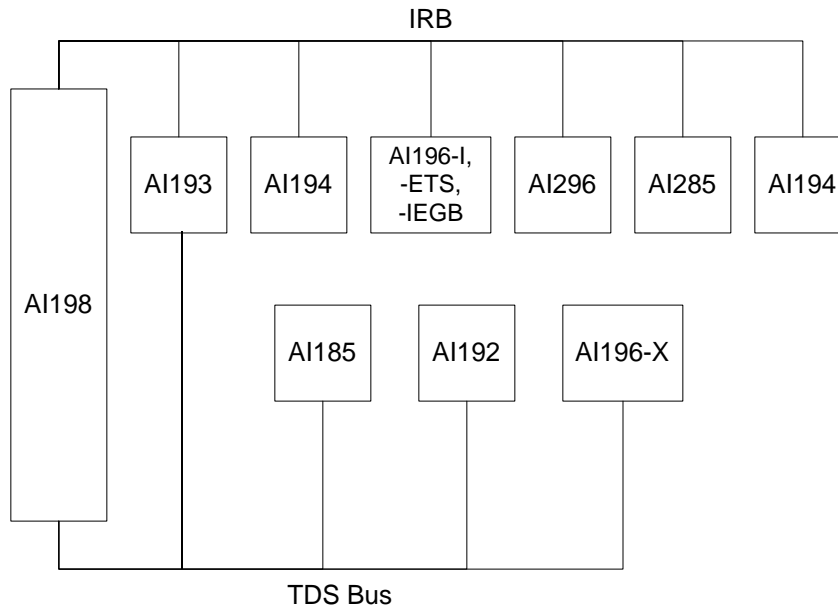 IRB
AI193
AI194
AI196-I,
-ETS,
-IEGB
AI296
AI285
AI194
AI198
AI185
AI192
AI196-X
TDS Bus